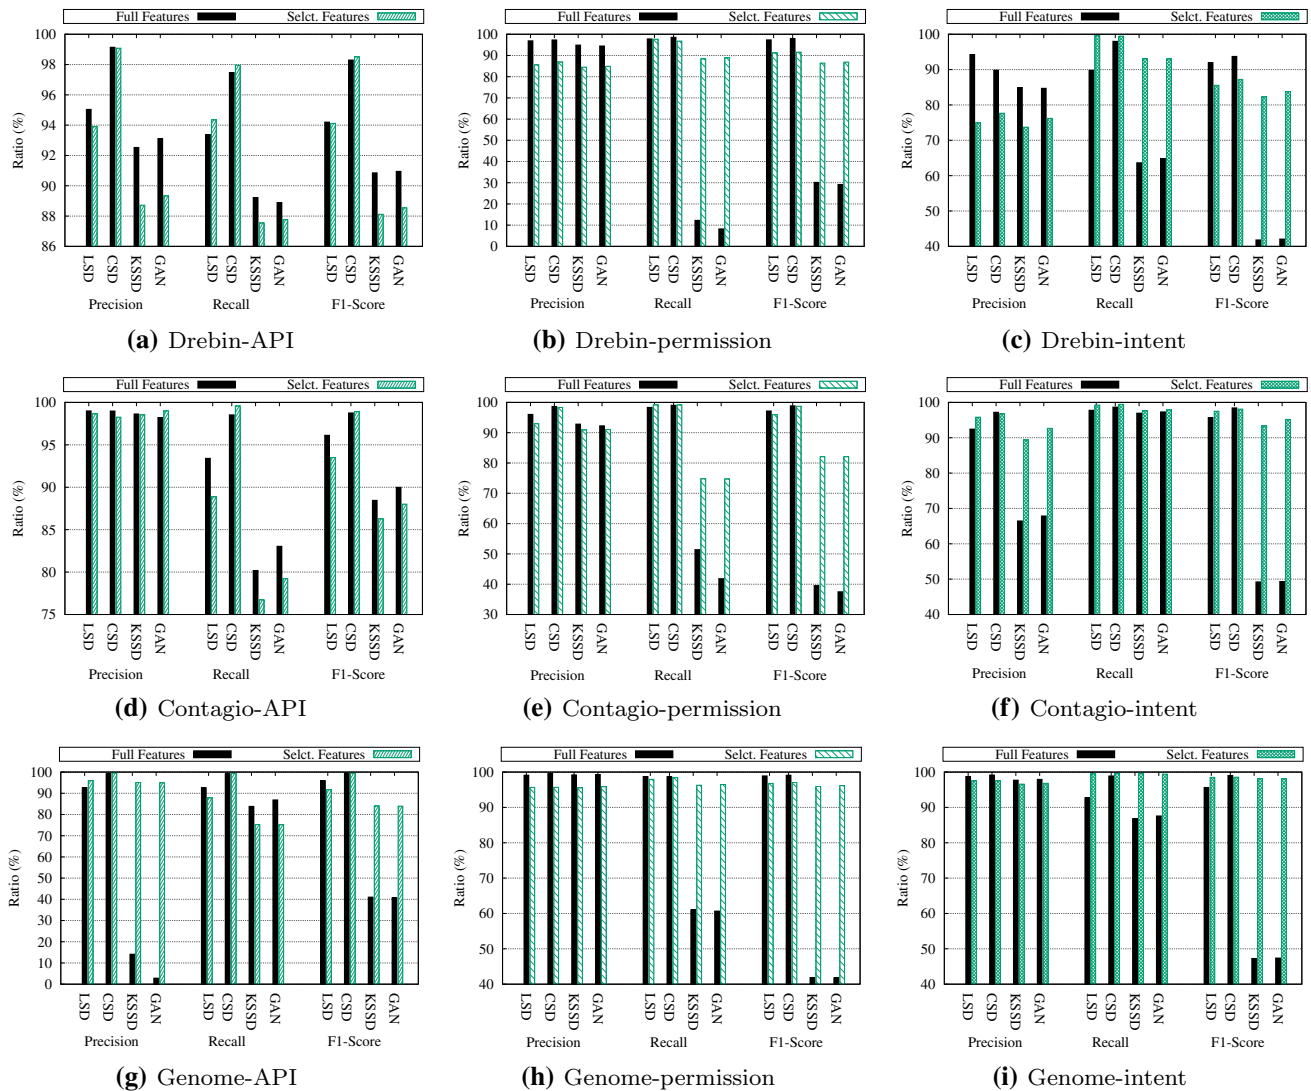 Full Features Selct. Features
100
98
96
94
92
90
88
86
Ratio (%)
LSD CSD KSSD GAN LSD CSD KSSD GAN LSD CSD KSSD GAN
Precision Recall F1-Score
(a) Drebin-API
Full Features Selct. Features
100
90
80
70
60
50
40
30
20
10
0
Ratio (%)
LSD CSD KSSD GAN LSD CSD KSSD GAN LSD CSD KSSD GAN
Precision Recall F1-Score
(b) Drebin-permission
Full Features Selct. Features
100
90
80
70
60
50
40
Ratio (%)
LSD CSD KSSD GAN LSD CSD KSSD GAN LSD CSD KSSD GAN
Precision Recall F1-Score
(c) Drebin-intent
Full Features Selct. Features
100
95
90
85
80
75
Ratio (%)
LSD CSD KSSD GAN LSD CSD KSSD GAN LSD CSD KSSD GAN
Precision Recall F1-Score
(d) Contagio-API
Full Features Selct. Features
100
90
80
70
60
50
40
30
Ratio (%)
LSD CSD KSSD GAN LSD CSD KSSD GAN LSD CSD KSSD GAN
Precision Recall F1-Score
(e) Contagio-permission
Full Features Selct. Features
100
90
80
70
60
50
40
Ratio (%)
LSD CSD KSSD GAN LSD CSD KSSD GAN LSD CSD KSSD GAN
Precision Recall F1-Score
(f) Contagio-intent
Full Features Selct. Features
100
90
80
70
60
50
40
30
20
10
0
Ratio (%)
LSD CSD KSSD GAN LSD CSD KSSD GAN LSD CSD KSSD GAN
Precision Recall F1-Score
(g) Genome-API
Full Features Selct. Features
100
90
80
70
60
50
40
Ratio (%)
LSD CSD KSSD GAN LSD CSD KSSD GAN LSD CSD KSSD GAN
Precision Recall F1-Score
(h) Genome-permission
Full Features Selct. Features
100
90
80
70
60
50
40
Ratio (%)
LSD CSD KSSD GAN LSD CSD KSSD GAN LSD CSD KSSD GAN
Precision Recall F1-Score
(i) Genome-intent